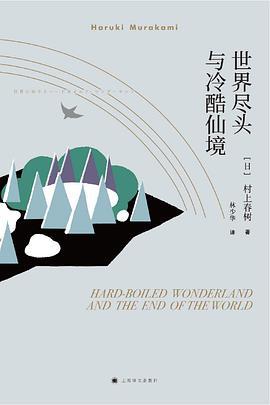 Haruki Murakami
世界尽头
与冷酷仙境
［日］村上春树 著
林少华 译
HARD-BOILED WONDERLAND
AND THE END OF THE WORLD
上海译文出版社